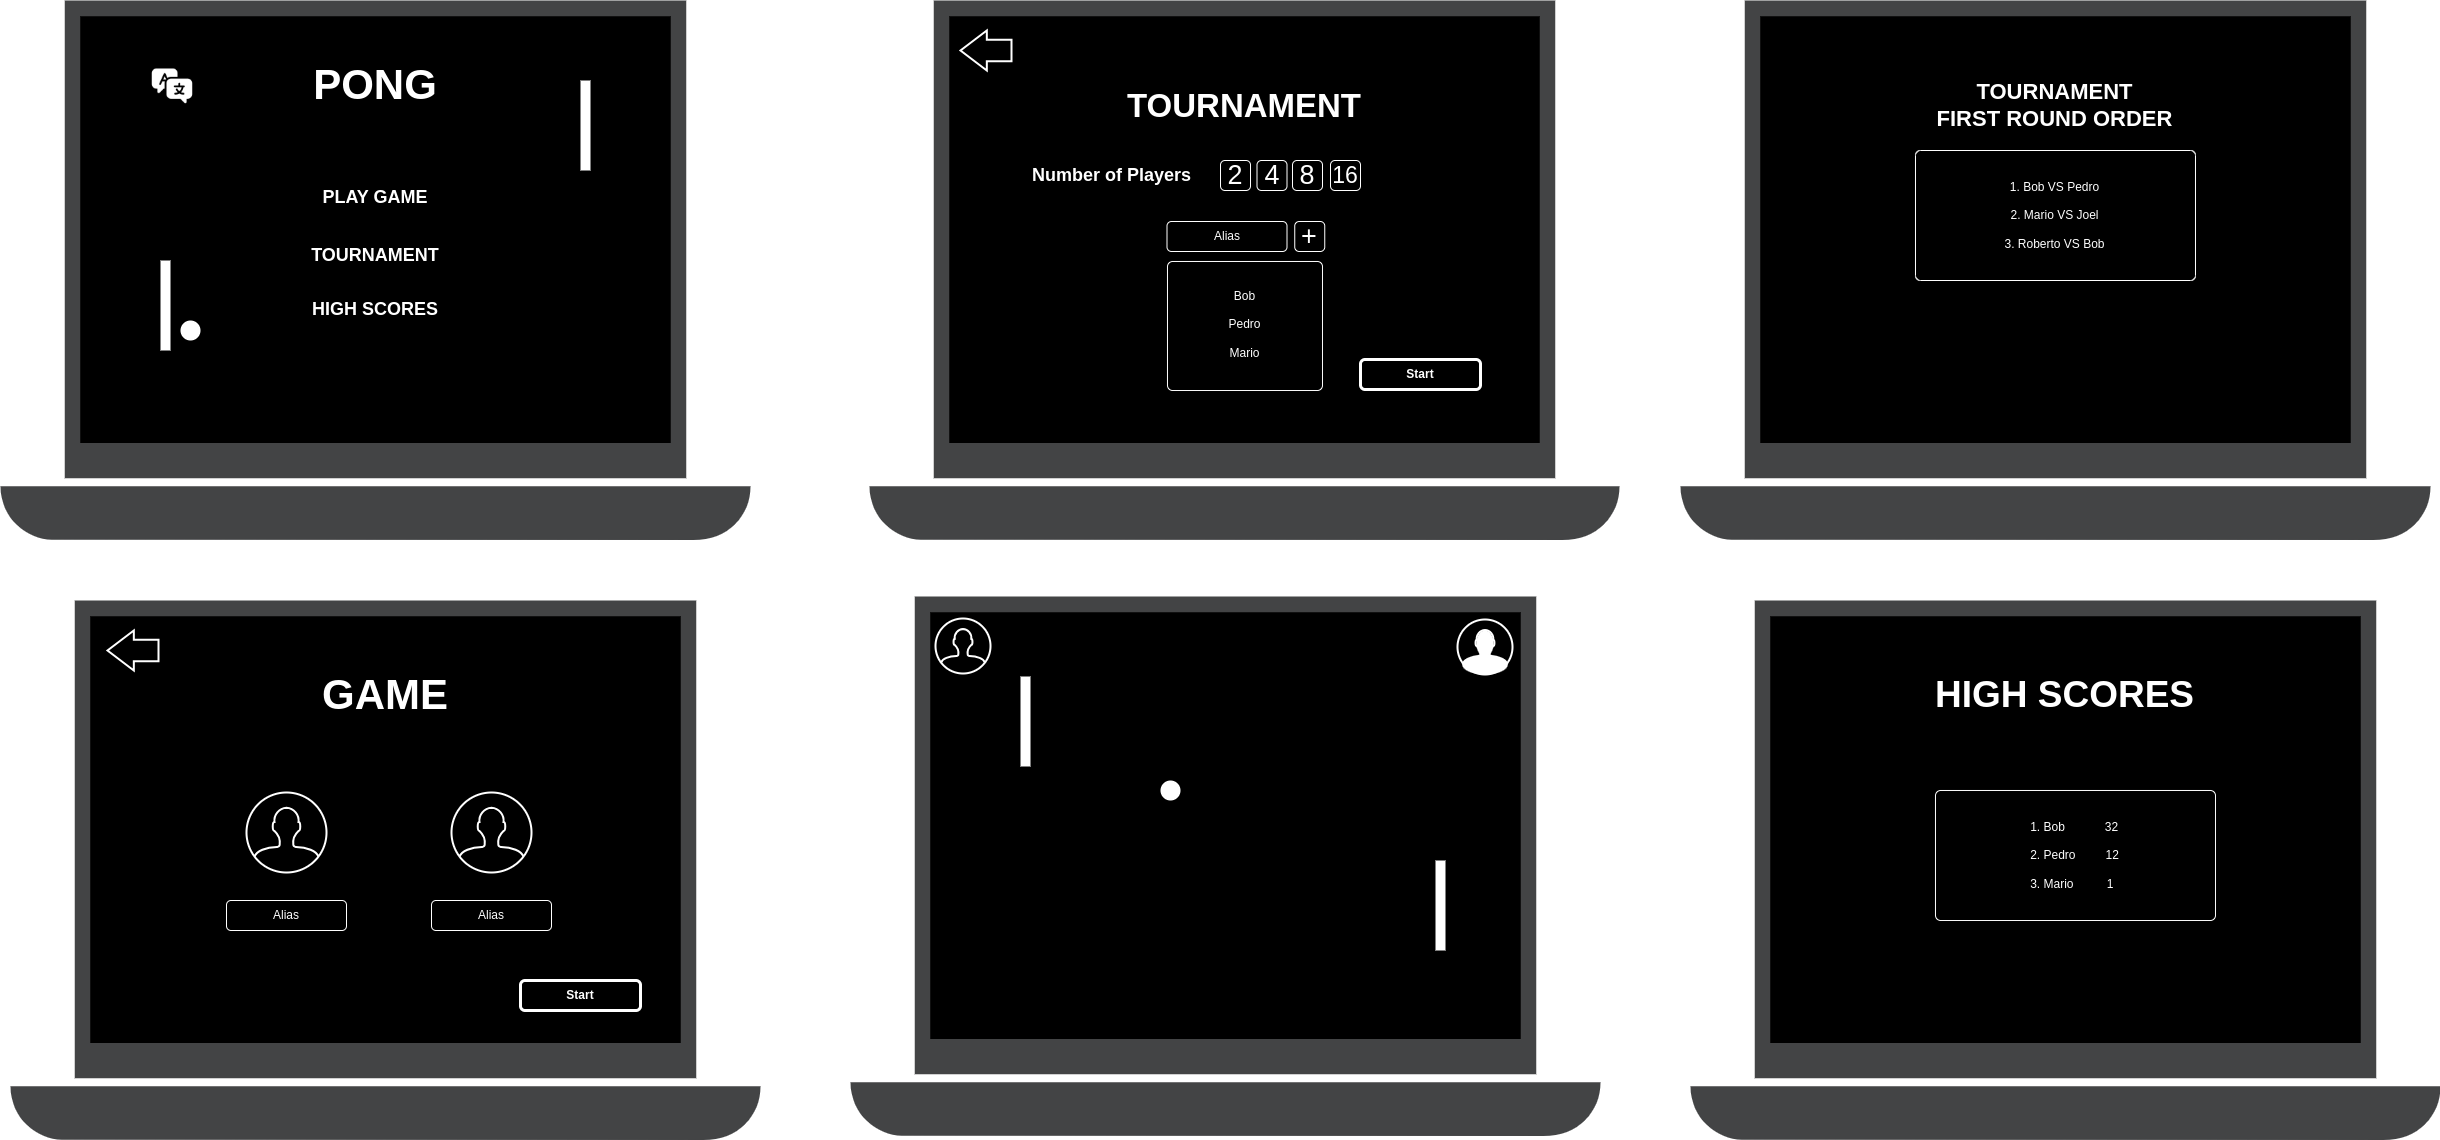 A 文
PONG
PLAY GAME
TOURNAMENT
HIGH SCORES
TOURNAMENT
Number of Players 2 4 8 16
Alias +
Bob
Pedro
Mario
Start
TOURNAMENT
FIRST ROUND ORDER
1. Bob VS Pedro
2. Mario VS Joel
3. Roberto VS Bob
GAME
Alias Alias
Start
HIGH SCORES
1. Bob 32
2. Pedro 12
3. Mario 1